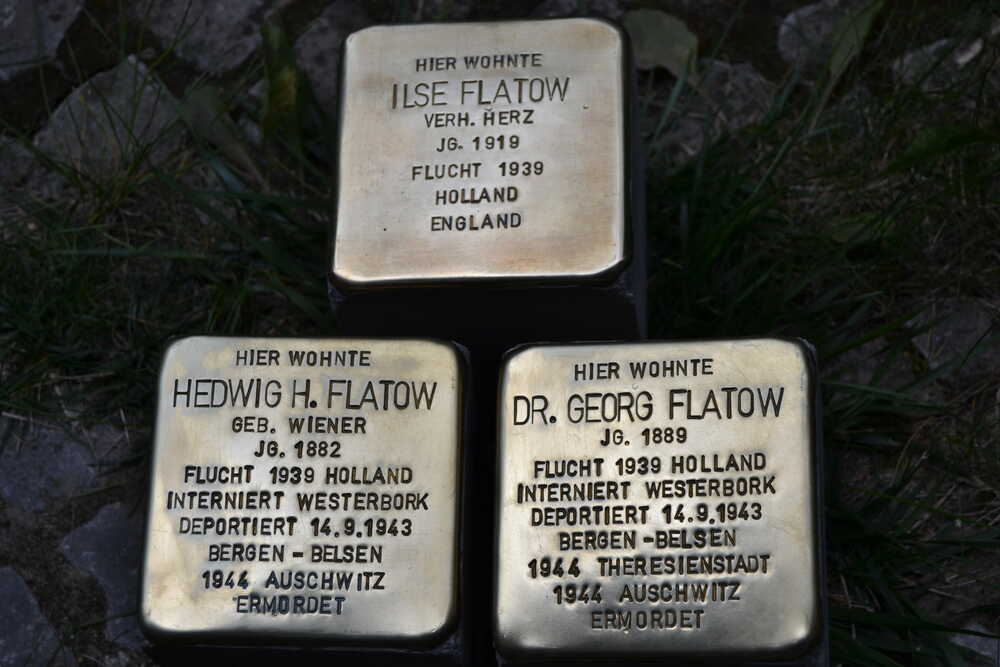 HIER WOHNTE
ILSE FLATOW
VERH. HERZ
JG. 1919
FLUCHT 1939
HOLLAND
ENGLAND
HIER WOHNTE
HEDWIG H. FLATOW
GEB. WIENER
JG. 1882
FLUCHT 1939 HOLLAND
INTERNIERT WESTERBORK
DEPORTIERT 14.9.1943
BERGEN - BELSEN
1944 AUSCHWITZ
ERMORDET
HIER WOHNTE
DR. GEORG FLATOW
JG. 1889
FLUCHT 1939 HOLLAND
INTERNIERT WESTERBORK
DEPORTIERT 14.9.1943
BERGEN - BELSEN
1944 THERESIENSTADT
1944 AUSCHWITZ
ERMORDET